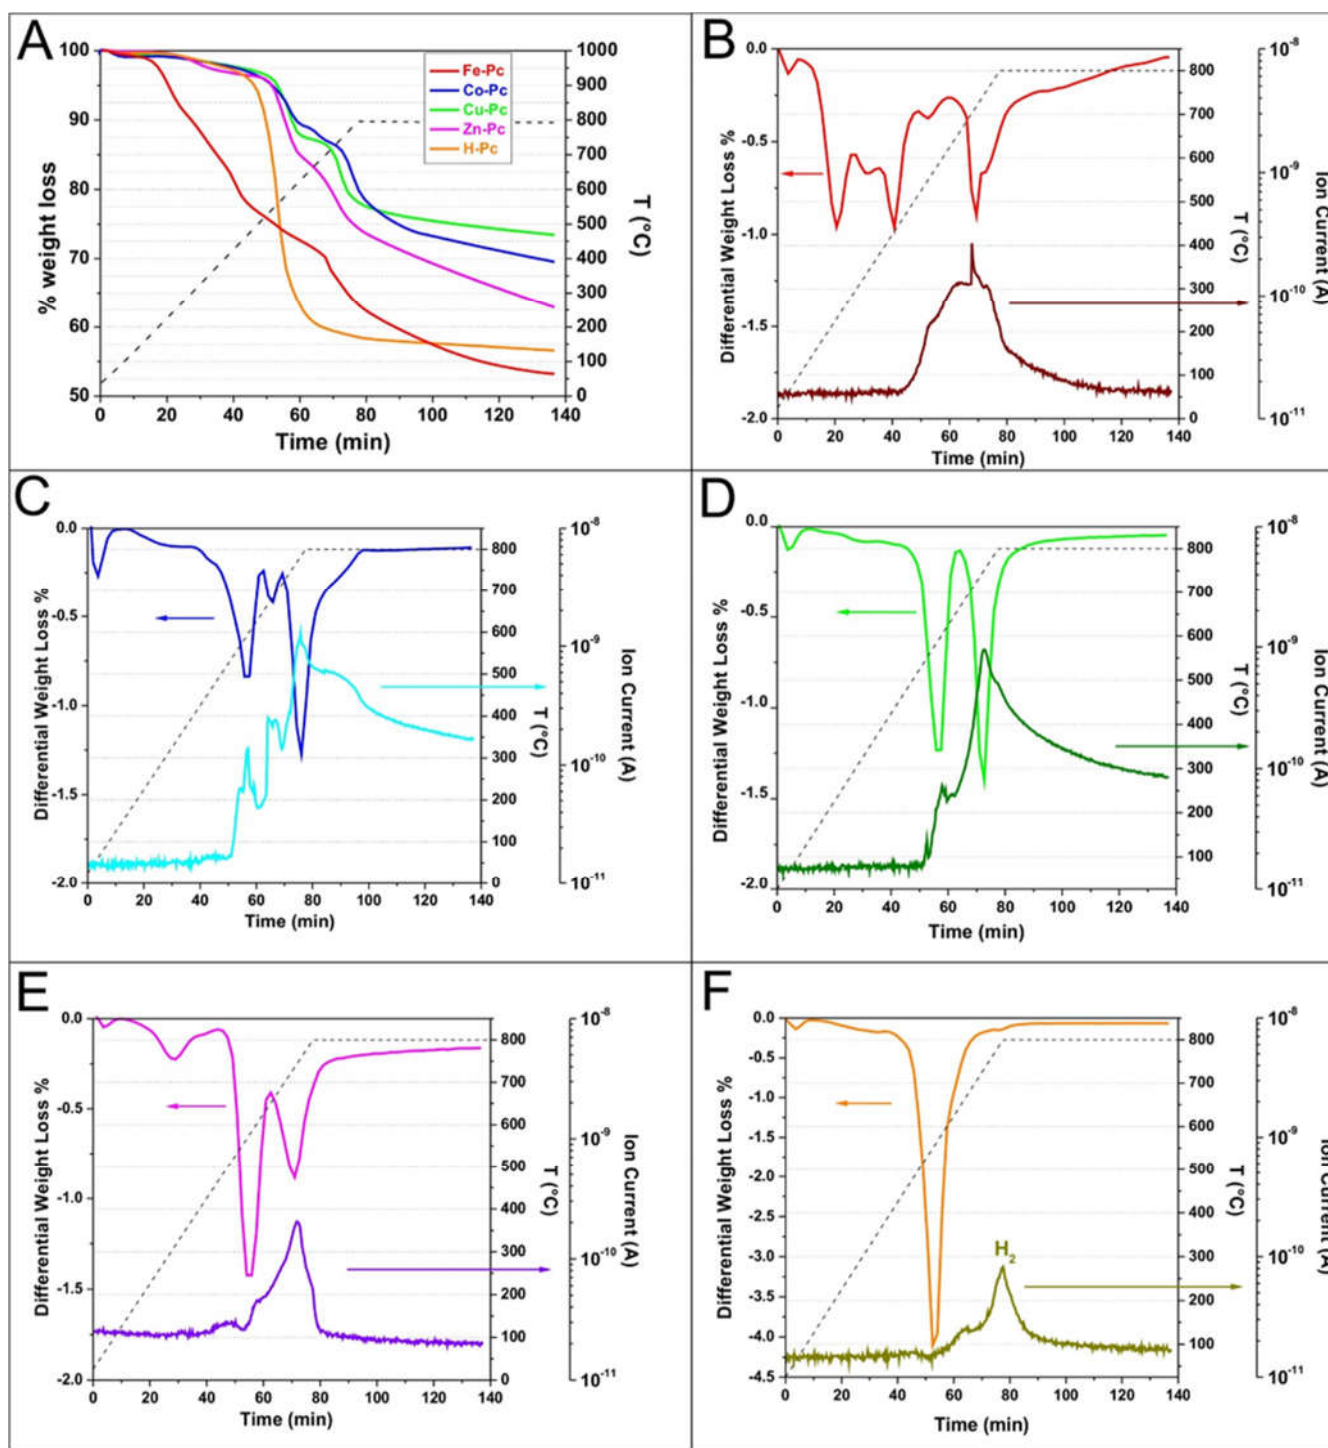 A
% weight loss
100
90
80
70
60
50
Fe-Pc
Co-Pc
Cu-Pc
Zn-Pc
H-Pc
1000
900
800
700
600
500
400
300
200
100
0
T (°C)
0 20 40 60 80 100 120 140
Time (min)
B
Differential Weight Loss %
0.0
-0.5
-1.0
-1.5
-2.0
800
700
600
500
400
300
200
100
0
T (°C)
10-8
10-9
10-10
10-11
Ion Current (A)
0 20 40 60 80 100 120 140
Time (min)
C
Differential Weight Loss %
0.0
-0.5
-1.0
-1.5
-2.0
800
700
600
500
400
300
200
100
0
T (°C)
10-8
10-9
10-10
10-11
Ion Current (A)
0 20 40 60 80 100 120 140
Time (min)
D
Differential Weight Loss %
0.0
-0.5
-1.0
-1.5
-2.0
800
700
600
500
400
300
200
100
T (°C)
10-8
10-9
10-10
10-11
Ion Current (A)
0 20 40 60 80 100 120 140
Time (min)
E
Differential Weight Loss %
0.0
-0.5
-1.0
-1.5
-2.0
800
700
600
500
400
300
200
100
0
T (°C)
10-8
10-9
10-10
10-11
Ion Current (A)
0 20 40 60 80 100 120 140
Time (min)
F
Differential Weight Loss %
0.0
-0.5
-1.0
-1.5
-2.0
-2.5
-3.0
-3.5
-4.0
-4.5
H2
800
700
600
500
400
300
200
100
T (°C)
10-8
10-9
10-10
10-11
Ion Current (A)
0 20 40 60 80 100 120 140
Time (min)